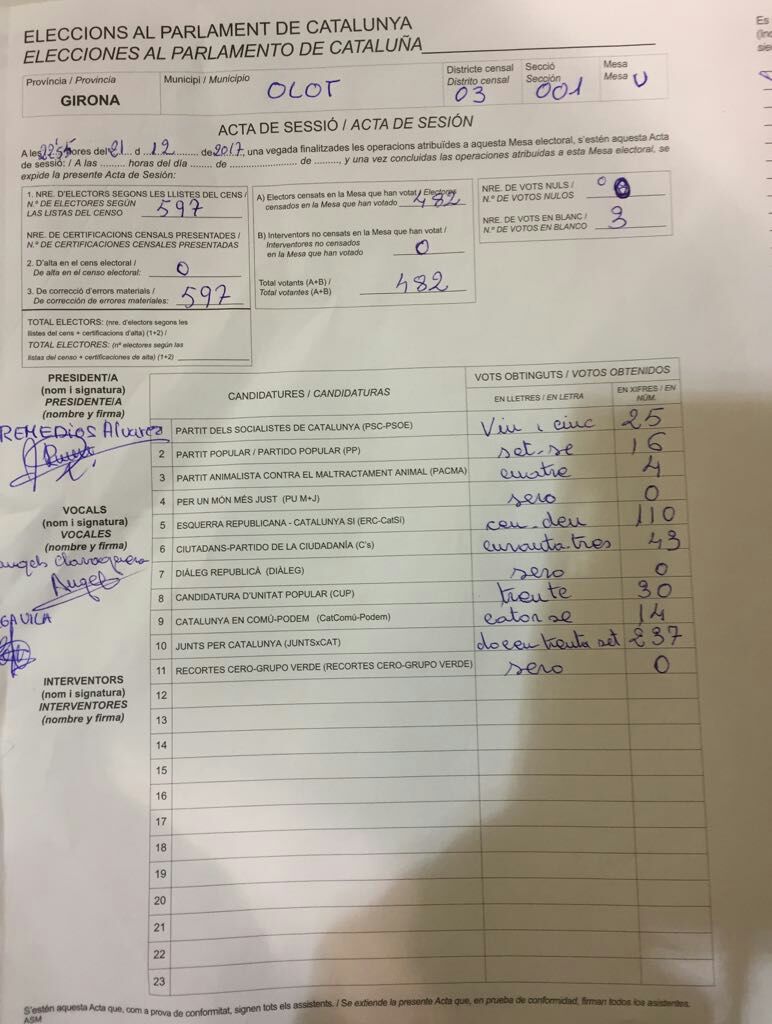 ELECCIONS AL PARLAMENT DE CATALUNYA
ELECCIONES AL PARLAMENTO DE CATALUÑA
Província / Provincia
GIRONA
Municipi / Municipio
OLOT
Districte censal
Distrito censal
03
Secció
Sección
001
Mesa
Mesa
U
ACTA DE SESSIÓ / ACTA DE SESIÓN
A les 22'55 hores del 21 d 12 de 2017, una vegada finalitzades les operacions atribuïdes a aquesta Mesa electoral, s'estén aquesta Acta
de sessió: / A las ......... horas del día ....... de ....................... de ........., y una vez concluidas las operaciones atribuidas a esta Mesa electoral, se
expide la presente Acta de Sesión:
1. NRE. D'ELECTORS SEGONS LES LLISTES DEL CENS /
N.º DE ELECTORES SEGÚN
LAS LISTAS DEL CENSO 597
NRE. DE CERTIFICACIONS CENSALS PRESENTADES /
N.º DE CERTIFICACIONES CENSALES PRESENTADAS
2. D'alta en el cens electoral /
De alta en el censo electoral: 0
3. De correcció d'errors materials /
De corrección de errores materiales: 597
TOTAL ELECTORS: (nre. d'electors segons les
llistes del cens + certificacions d'alta) (1+2) /
TOTAL ELECTORES: (nº electores según las
listas del censo + certificaciones de alta) (1+2)
A) Electors censats en la Mesa que han votat / Electores
censados en la Mesa que han votado 482
B) Interventors no censats en la Mesa que han votat /
Interventores no censados
en la Mesa que han votado 0
Total votants (A+B) /
Total votantes (A+B) 482
NRE. DE VOTS NULS /
N.º DE VOTOS NULOS 0
NRE. DE VOTS EN BLANC /
N.º DE VOTOS EN BLANCO 3
PRESIDENT/A
(nom i signatura)
PRESIDENTE/A
(nombre y firma)
REMEDIOS Alvarez
VOCALS
(nom i signatura)
VOCALES
(nombre y firma)
Angel
GAVILA
INTERVENTORS
(nom i signatura)
INTERVENTORES
(nombre y firma)
CANDIDATURES / CANDIDATURAS
VOTS OBTINGUTS / VOTOS OBTENIDOS
EN LLETRES / EN LETRA
EN XIFRES / EN NÚM.
1 PARTIT DELS SOCIALISTES DE CATALUNYA (PSC-PSOE) Vin i cinc 25
2 PARTIT POPULAR / PARTIDO POPULAR (PP) set-se 16
3 PARTIT ANIMALISTA CONTRA EL MALTRACTAMENT ANIMAL (PACMA) cuatre 4
4 PER UN MÓN MÉS JUST (PU M+J) sero 0
5 ESQUERRA REPUBLICANA - CATALUNYA SI (ERC-CatSí) cen-deu 110
6 CIUTADANS-PARTIDO DE LA CIUDADANÍA (C's) curanta-tres 43
7 DIÀLEG REPUBLICÀ (DIÀLEG) sero 0
8 CANDIDATURA D'UNITAT POPULAR (CUP) trente 30
9 CATALUNYA EN COMÚ-PODEM (CatComú-Podem) cator se 14
10 JUNTS PER CATALUNYA (JUNTSxCAT) docen trenta set 237
11 RECORTES CERO-GRUPO VERDE (RECORTES CERO-GRUPO VERDE) sero 0
12
13
14
15
16
17
18
19
20
21
22
23
S'estén aquesta Acta que, com a prova de conformitat, signen tots els assistents. / Se extiende la presente Acta que, en prueba de conformidad, firman todos los asistentes.
ASM
Es
(Inc
sie